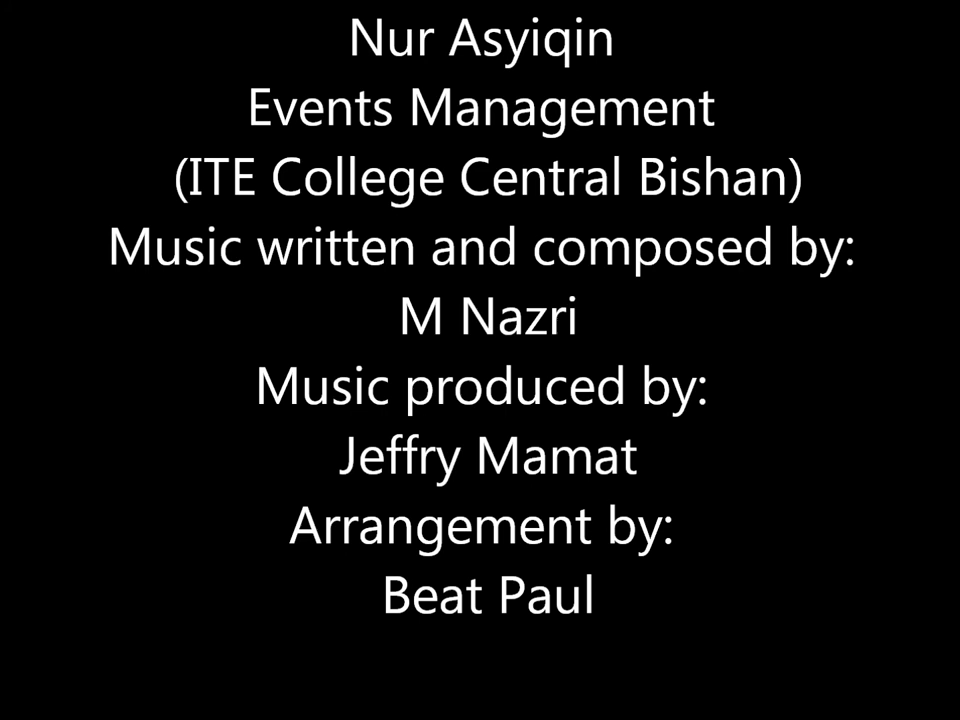 Nur Asyiqin
Events Management
(ITE College Central Bishan)
Music written and composed by:
M Nazri
Music produced by:
Jeffry Mamat
Arrangement by:
Beat Paul